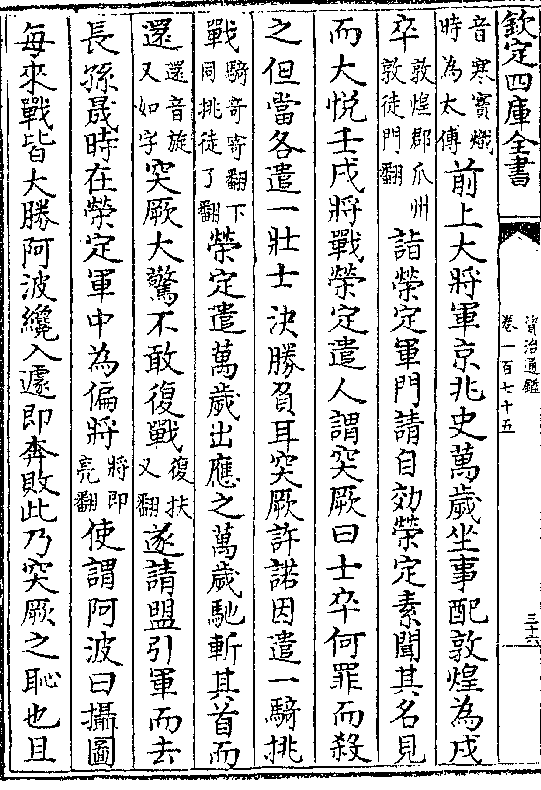 欽定四庫全書
資治通鑑
卷一百七十五
三十六
音寒竇熾
時為太傅前上大將軍京兆史萬歲坐事配敦煌為戍
卒敦煌郡瓜州
敦徒門翻詣榮定軍門請自効榮定素聞其名見
而大悅壬戌將戰榮定遣人謂突厥曰士卒何罪而殺
之但當各遣一壯士決勝負耳突厥許諾因遣一騎挑
戰騎奇寄翻下
同挑徒了翻榮定遣萬歲出應之萬歲馳斬其首而
還還音旋
又如字突厥大驚不敢復戰復扶
又翻遂請盟引軍而去
長孫晟時在榮定軍中為偏將將即
亮翻使謂阿波曰攝圖
每來戰皆大勝阿波纔入遽即奔敗此乃突厥之恥也且